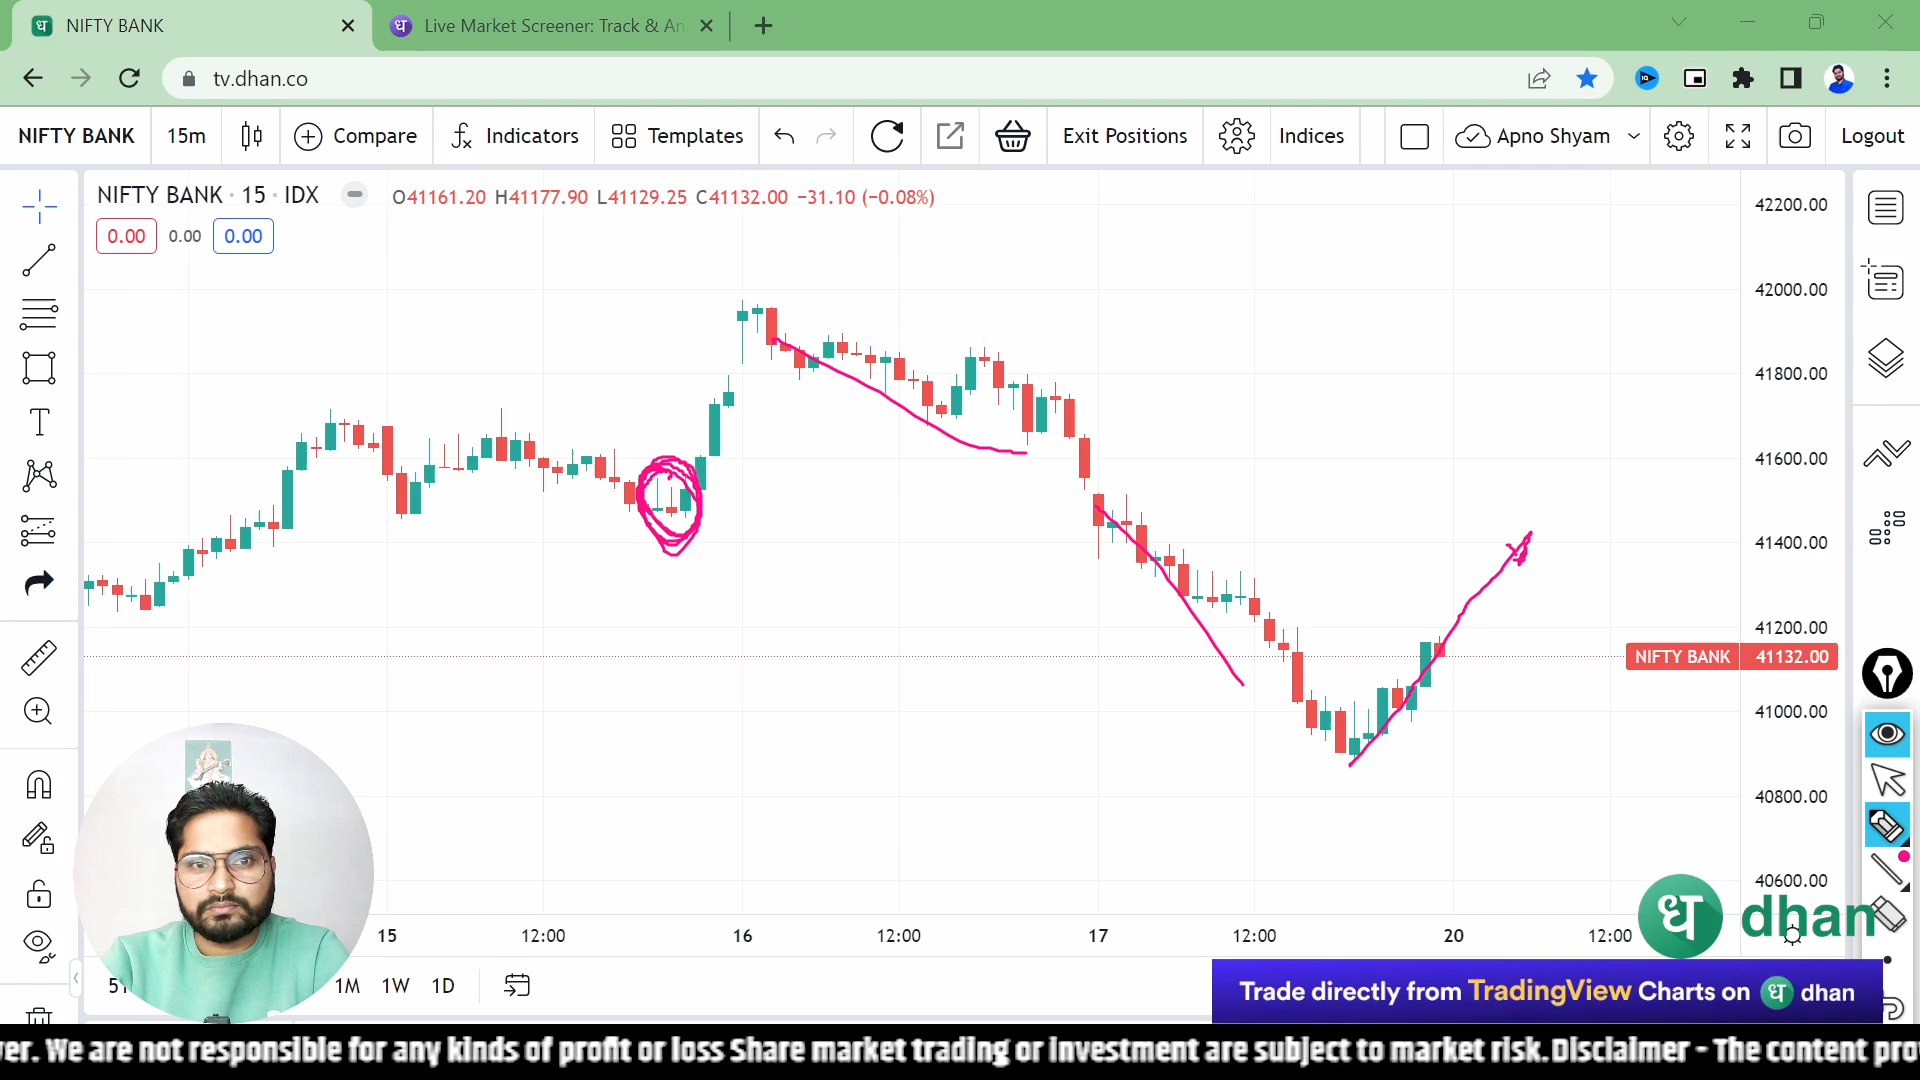 NIFTY BANK
Live Market Screener: Track & An
tv.dhan.co
NIFTY BANK 15m Compare Indicators Templates Exit Positions Indices Apno Shyam Logout
NIFTY BANK · 15 · IDX O41161.20 H41177.90 L41129.25 C41132.00 −31.10 (−0.08%)
0.00 0.00 0.00
42200.00
42000.00
41800.00
41600.00
41400.00
41200.00
NIFTY BANK 41132.00
41000.00
40800.00
40600.00
ध dhan
15 12:00 16 12:00 17 12:00 20 12:00
1M 1W 1D
Trade directly from TradingView Charts on ध dhan
ver. We are not responsible for any kinds of profit or loss Share market trading or investment are subject to market risk. Disclaimer - The content pro